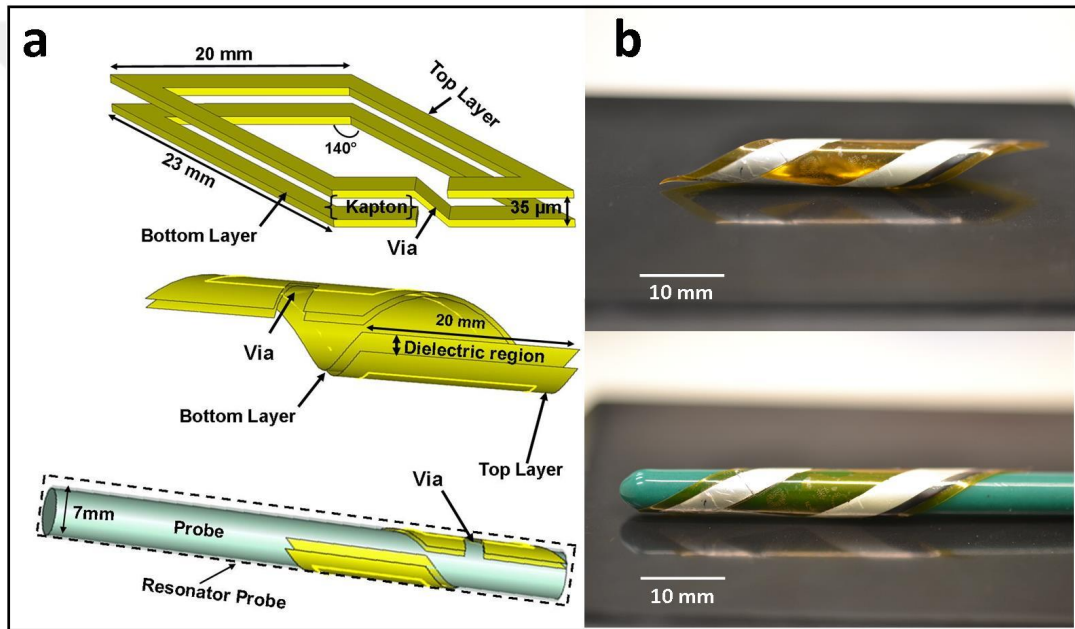 a
20 mm
Top Layer
140°
23 mm
Kapton
35 µm
Bottom Layer
Via
20 mm
Via
Dielectric region
Bottom Layer
Top Layer
Via
7mm
Probe
Resonator Probe
b
10 mm
10 mm